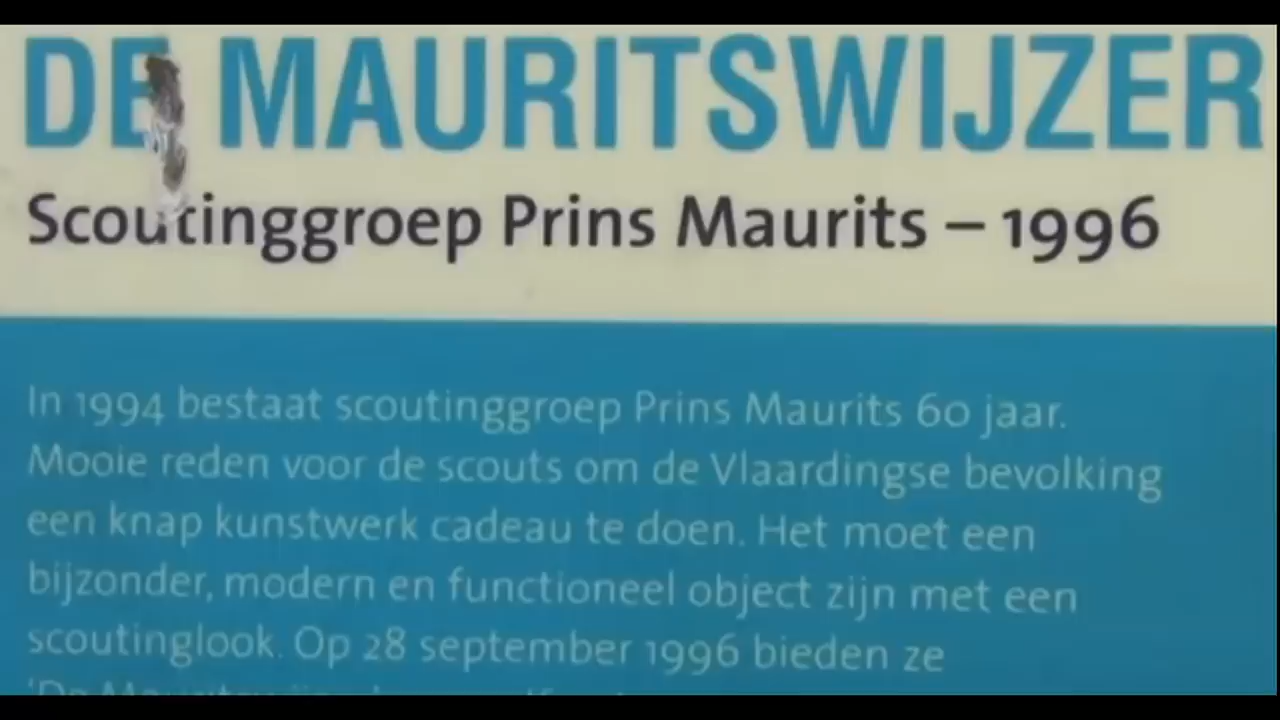 DE MAURITSWIJZER
Scoutinggroep Prins Maurits – 1996
In 1994 bestaat scoutinggroep Prins Maurits 60 jaar.
Mooie reden voor de scouts om de Vlaardingse bevolking
een knap kunstwerk cadeau te doen. Het moet een
bijzonder, modern en functioneel object zijn met een
scoutinglook. Op 28 september 1996 bieden ze